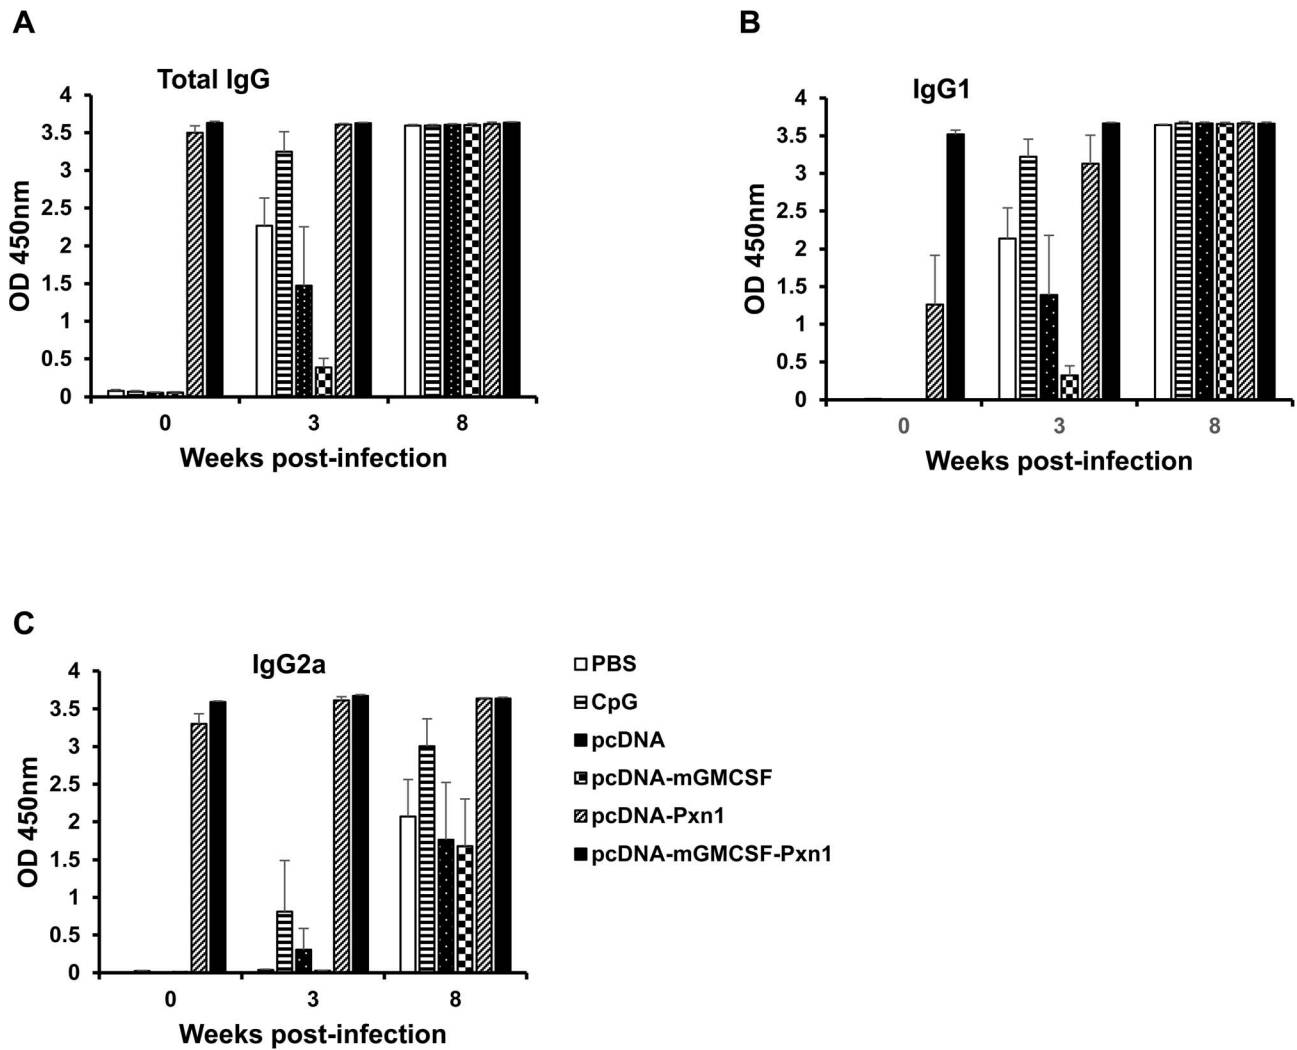 A
Total IgG
4
3.5
3
2.5
2
1.5
1
0.5
0
OD 450nm
0 3 8
Weeks post-infection
B
IgG1
4
3.5
3
2.5
2
1.5
1
0.5
0
OD 450nm
0 3 8
Weeks post-infection
C
IgG2a
4
3.5
3
2.5
2
1.5
1
0.5
0
OD 450nm
0 3 8
Weeks post-infection
PBS
CpG
pcDNA
pcDNA-mGMCSF
pcDNA-Pxn1
pcDNA-mGMCSF-Pxn1